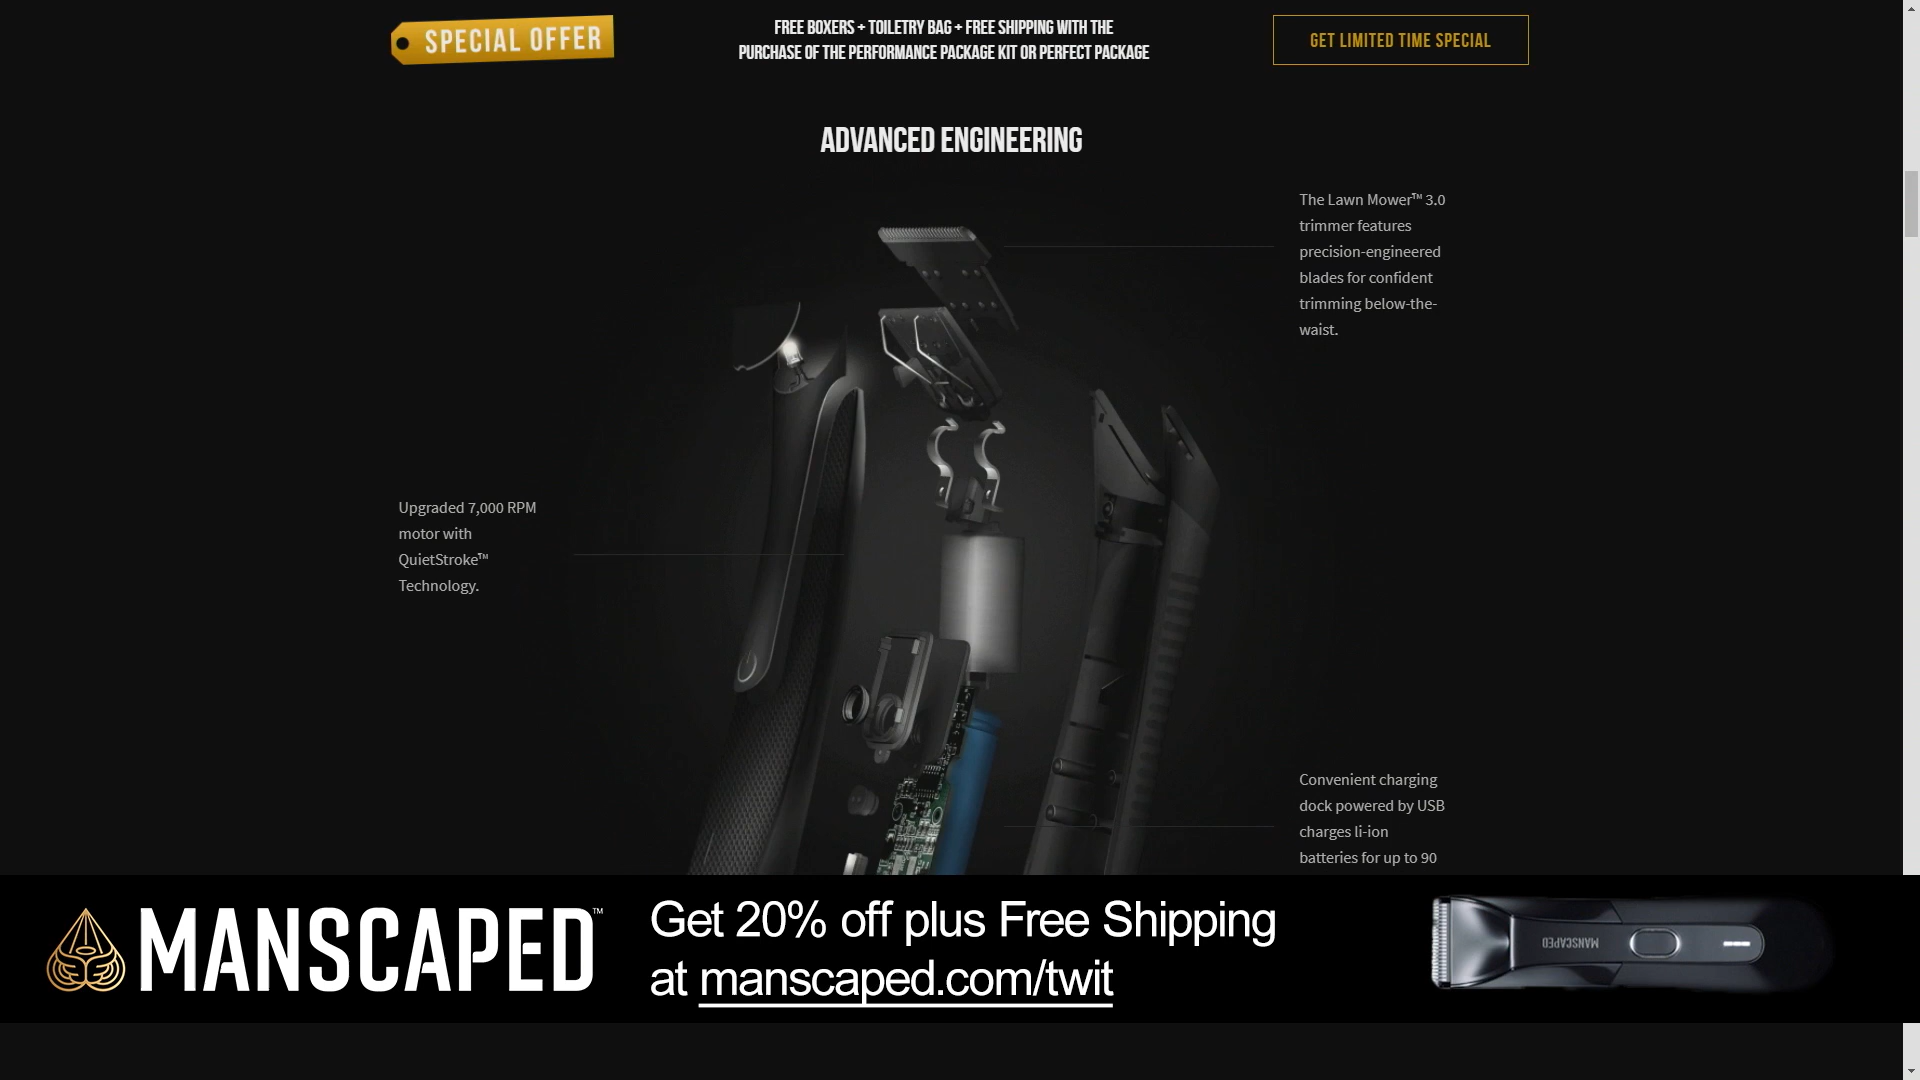 SPECIAL OFFER
FREE BOXERS + TOILETRY BAG + FREE SHIPPING WITH THE
PURCHASE OF THE PERFORMANCE PACKAGE KIT OR PERFECT PACKAGE
GET LIMITED TIME SPECIAL
ADVANCED ENGINEERING
The Lawn Mower™ 3.0
trimmer features
precision-engineered
blades for confident
trimming below-the-
waist.
Upgraded 7,000 RPM
motor with
QuietStroke™
Technology.
Convenient charging
dock powered by USB
charges li-ion
batteries for up to 90
MANSCAPED™
Get 20% off plus Free Shipping
at manscaped.com/twit
MANSCAPED